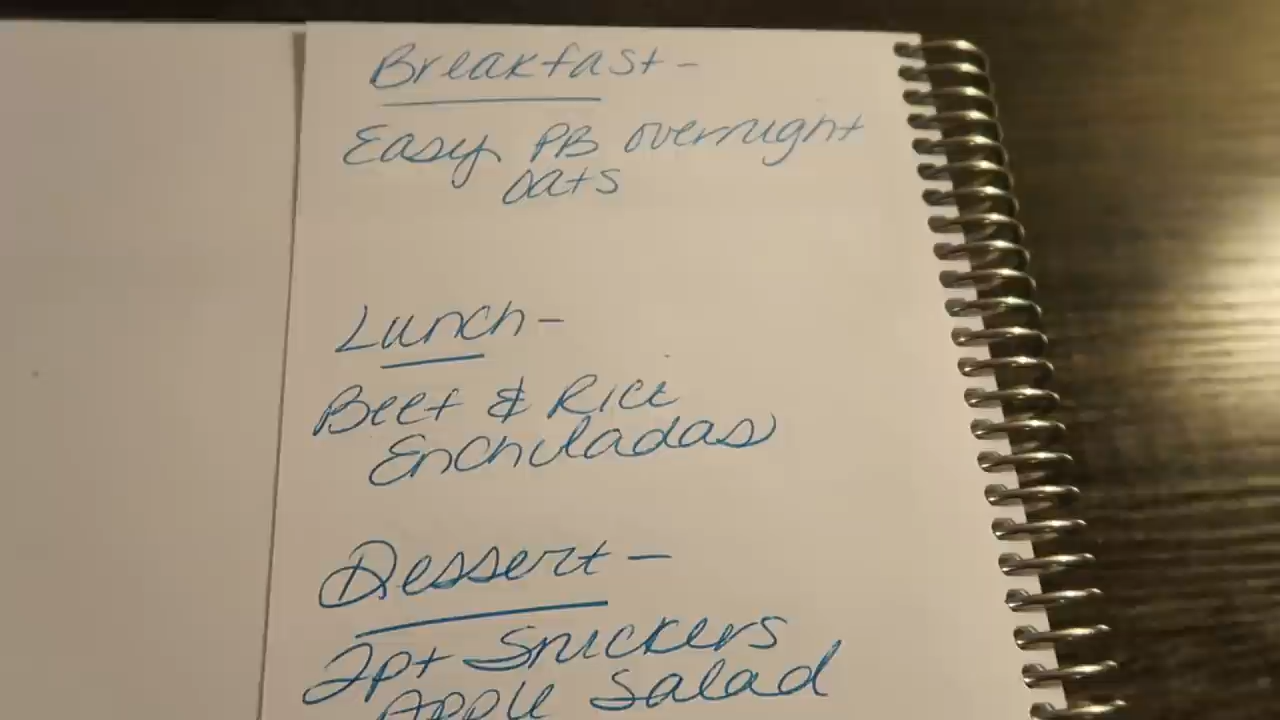 Breakfast-
Easy PB overnight
oats
Lunch-
Beef & Rice
Enchiladas
Dessert-
2pt Snickers
Apple Salad